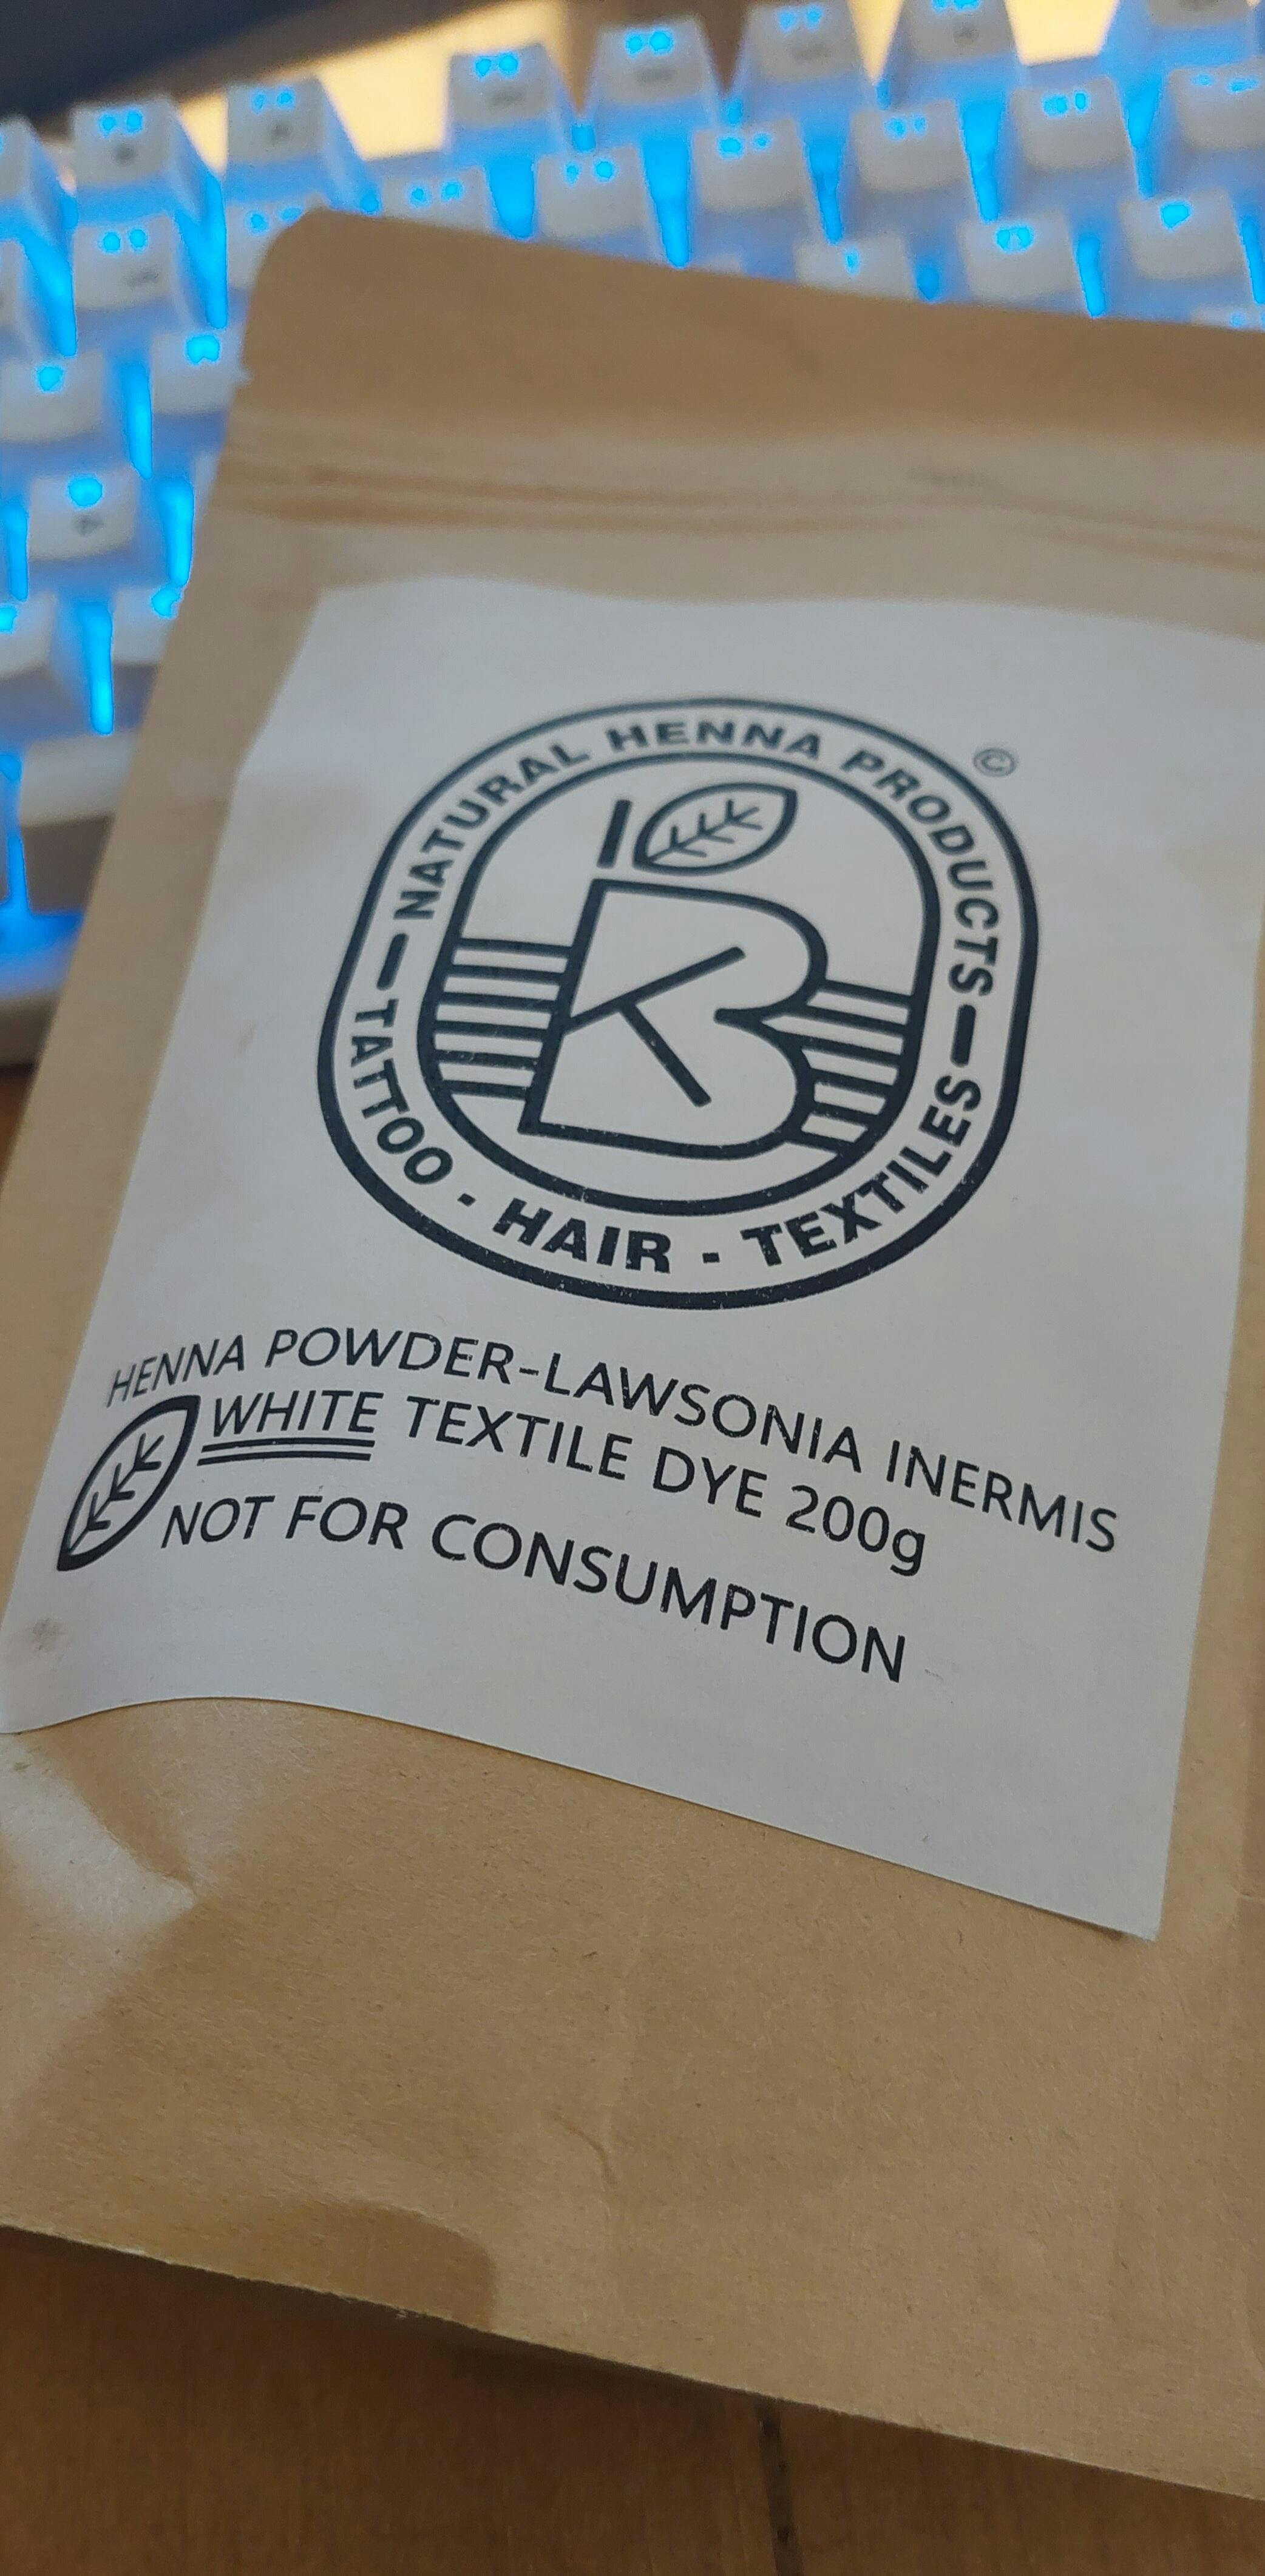 NATURAL HENNA PRODUCTS
©
B
TATTOO - HAIR - TEXTILES
HENNA POWDER-LAWSONIA INERMIS
WHITE TEXTILE DYE 200g
NOT FOR CONSUMPTION